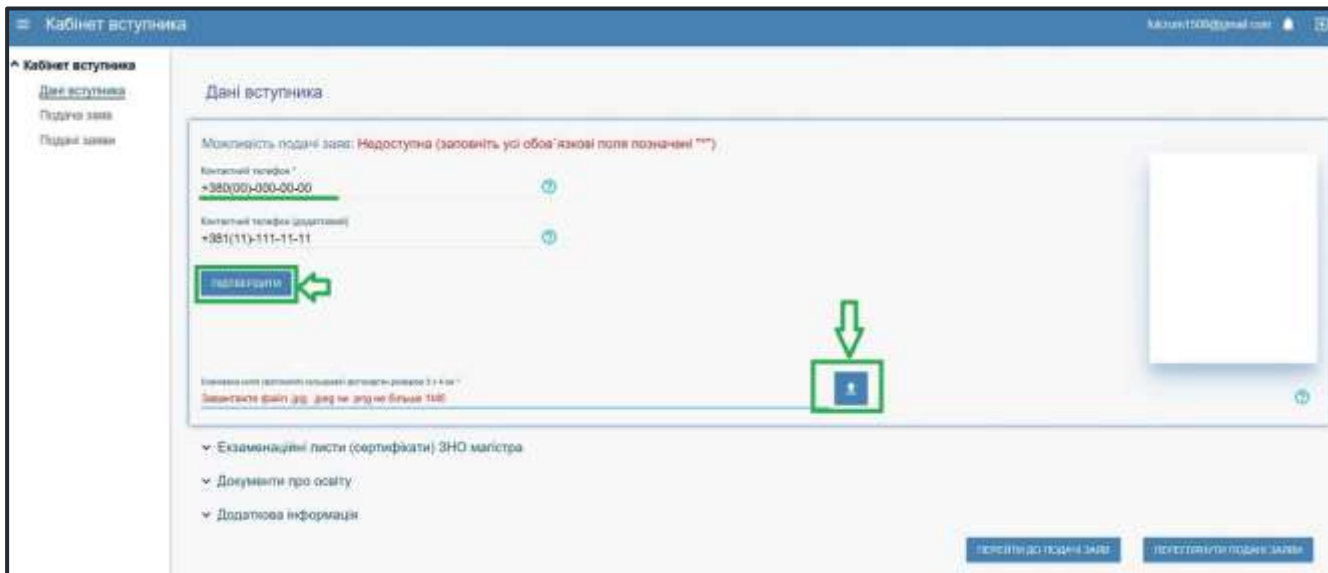 Кабінет вступника
Кабінет вступника
Дані вступника
Подача заяв
Подані заяви
Дані вступника
Можливість подачі заяв: Недоступна (заповніть усі обов`язкові поля позначені "*")
Контактний телефон *
+380(00)-000-00-00
Контактний телефон (додатковий)
+381(11)-111-11-11
ПІДТВЕРДИТИ
Завантажте файл .jpg, .jpeg чи .png не більше 1Мб
Екзаменаційні листи (сертифікати) ЗНО магістра
Документи про освіту
Додаткова інформація
ПЕРЕЙТИ ДО ПОДАЧІ ЗАЯВ
ПЕРЕГЛЯНУТИ ПОДАНІ ЗАЯВИ